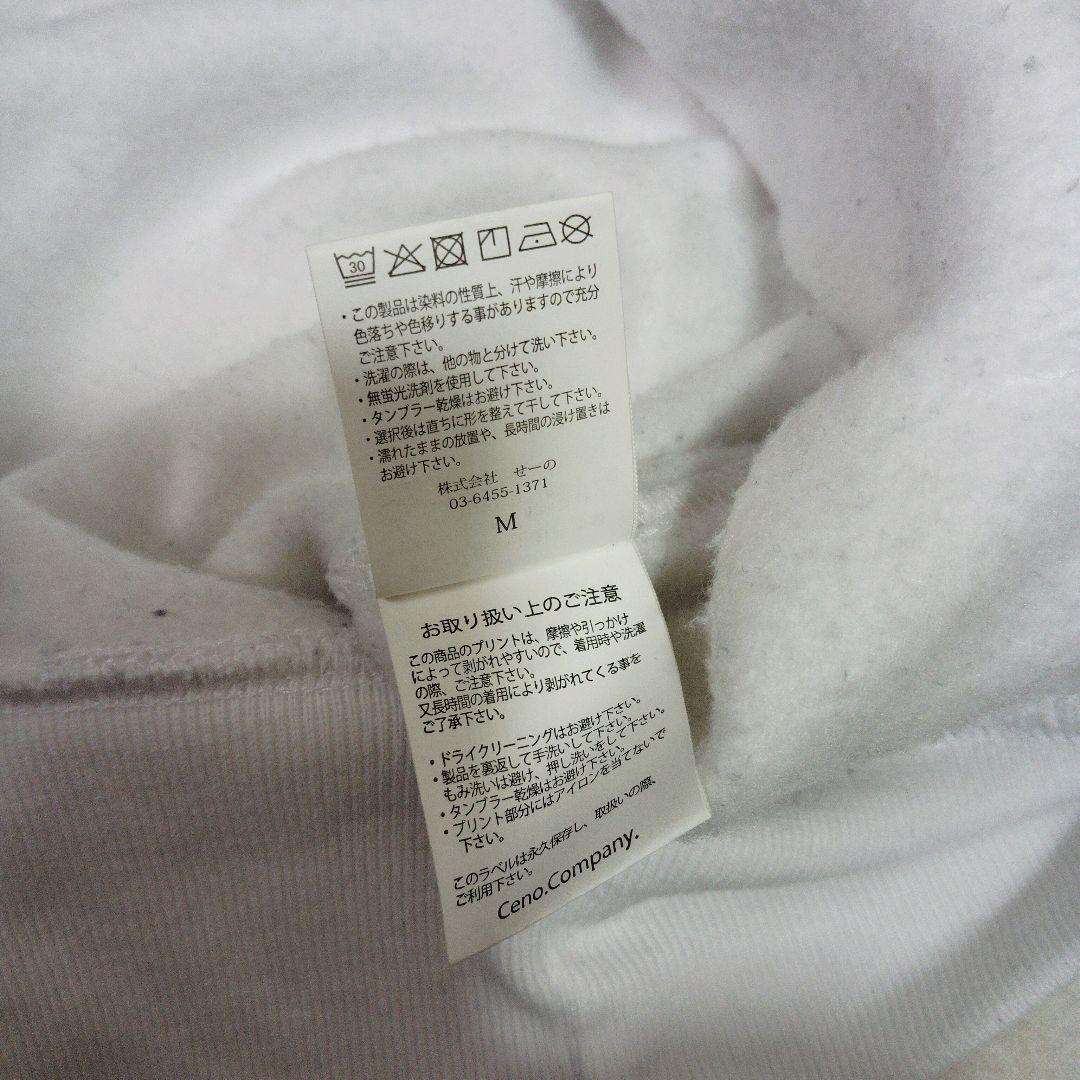 30
・この製品は染料の性質上、汗や摩擦により
色落ちや色移りする事がありますので充分
ご注意下さい。
・洗濯の際は、他の物と分けて洗い下さい。
・無蛍光洗剤を使用して下さい。
・タンブラー乾燥はお避け下さい。
・選択後は直ちに形を整えて干して下さい。
・濡れたままの放置や、長時間の浸け置きは
お避け下さい。
株式会社 せーの
03-6455-1371
M
お取り扱い上のご注意
この商品のプリントは、摩擦や引っかけ
によって剥がれやすいので、着用時や洗濯
の際、ご注意下さい。
又長時間の着用により剥がれてくる事を
ご了承下さい。
・ドライクリーニングはお避け下さい。
・製品を裏返して手洗いして下さい。
もみ洗いは避け、押し洗いをして下さい。
・タンブラー乾燥はお避け下さい。
・プリント部分にはアイロンを当てないで
下さい。
このラベルは永久保存し、取扱いの際、
ご利用下さい。
Ceno.Company.